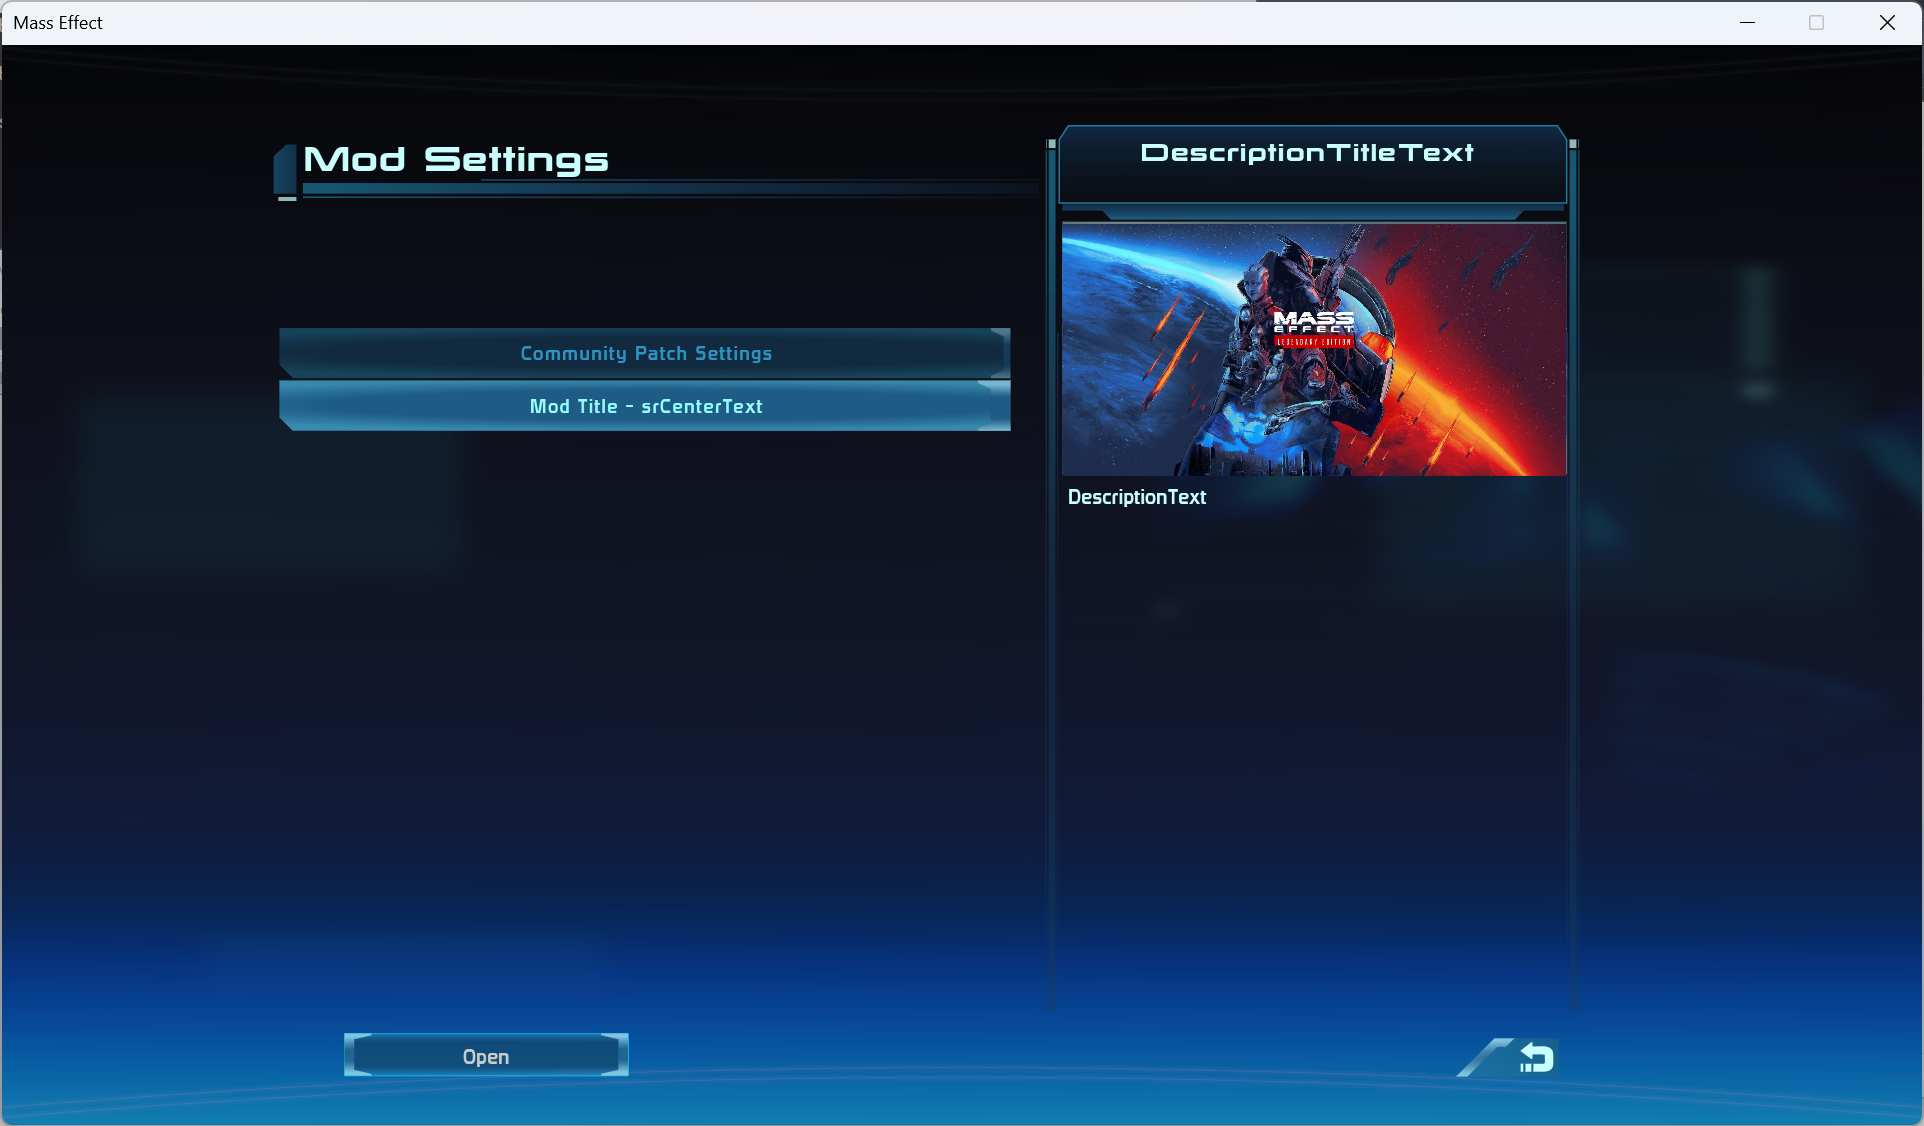 Mass Effect
Mod Settings
DescriptionTitleText
MASS
EFFECT
LEGENDARY EDITION
Community Patch Settings
Mod Title - srCenterText
DescriptionText
Open